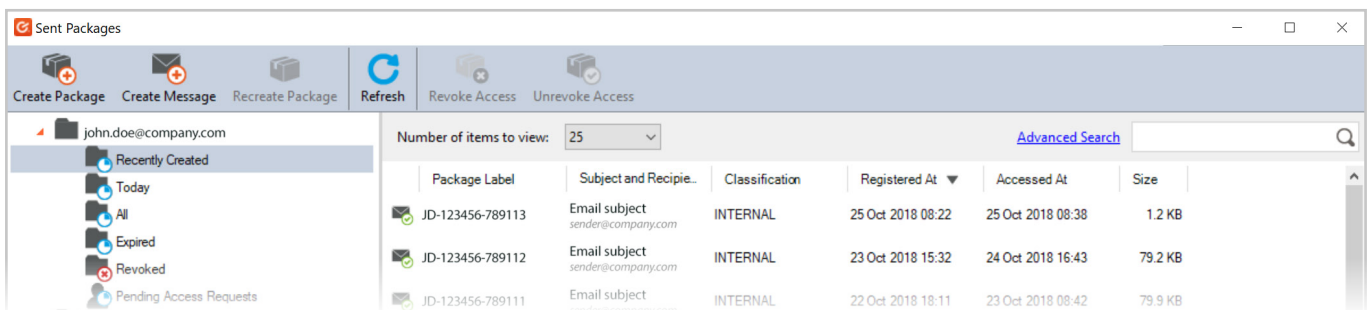 Sent Packages
Create Package Create Message Recreate Package Refresh Revoke Access Unrevoke Access
john.doe@company.com
Recently Created
Today
All
Expired
Revoked
Pending Access Requests
Number of items to view: 25 Advanced Search
Package Label Subject and Recipie... Classification Registered At Accessed At Size
JD-123456-789113 Email subject INTERNAL 25 Oct 2018 08:22 25 Oct 2018 08:38 1.2 KB
sender@company.com
JD-123456-789112 Email subject INTERNAL 23 Oct 2018 15:32 24 Oct 2018 16:43 79.2 KB
sender@company.com
JD-123456-789111 Email subject INTERNAL 22 Oct 2018 18:11 23 Oct 2018 08:42 79.9 KB